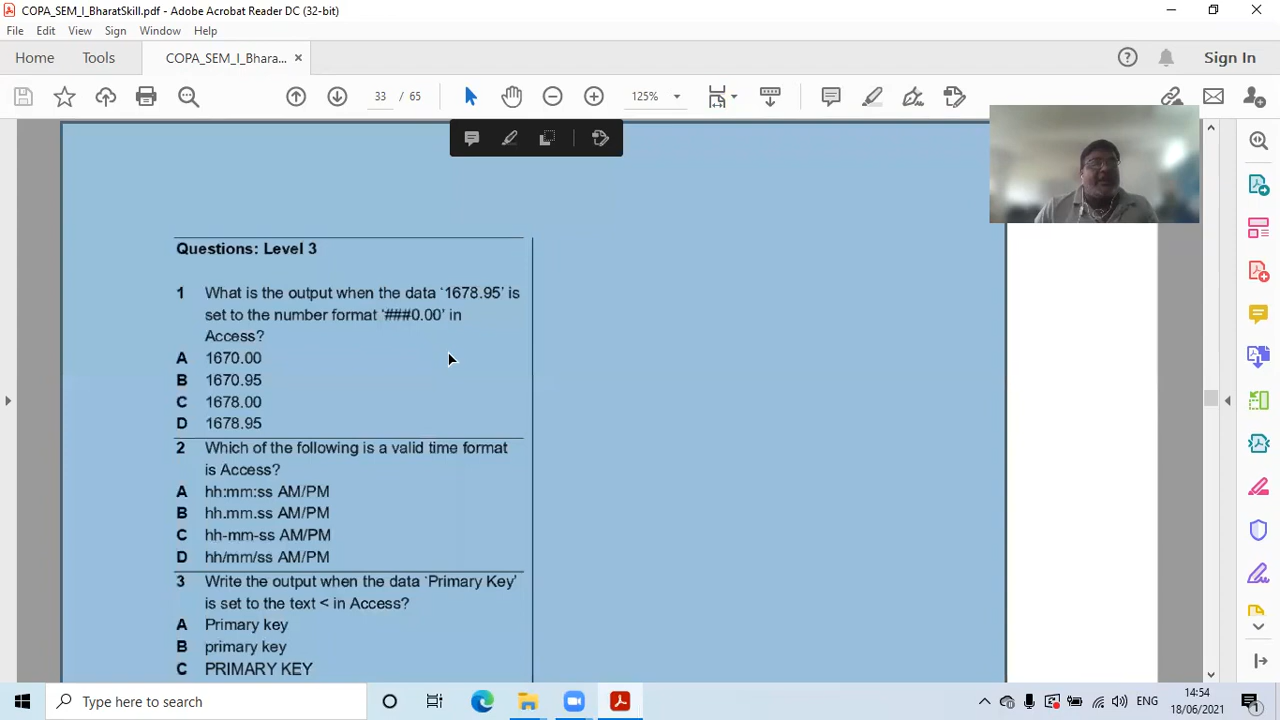 COPA_SEM_I_BharatSkill.pdf - Adobe Acrobat Reader DC (32-bit)
File Edit View Sign Window Help
Home Tools COPA_SEM_I_Bhara... Sign In
33 / 65 125%
Questions: Level 3
1 What is the output when the data ‘1678.95’ is
set to the number format ‘###0.00’ in
Access?
A 1670.00
B 1670.95
C 1678.00
D 1678.95
2 Which of the following is a valid time format
is Access?
A hh:mm:ss AM/PM
B hh.mm.ss AM/PM
C hh-mm-ss AM/PM
D hh/mm/ss AM/PM
3 Write the output when the data ‘Primary Key’
is set to the text < in Access?
A Primary key
B primary key
C PRIMARY KEY
Type here to search
ENG
14:54
18/06/2021